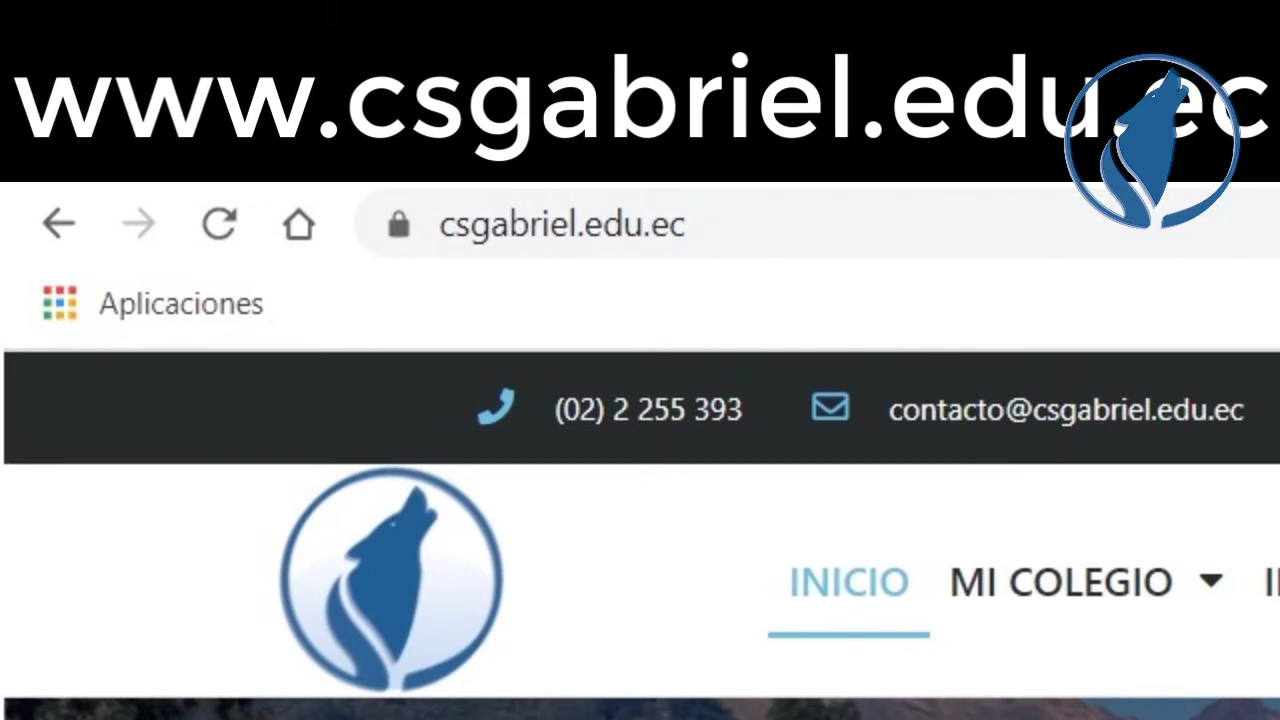 www.csgabriel.edu.ec
csgabriel.edu.ec
Aplicaciones
(02) 2 255 393 contacto@csgabriel.edu.ec
INICIO MI COLEGIO